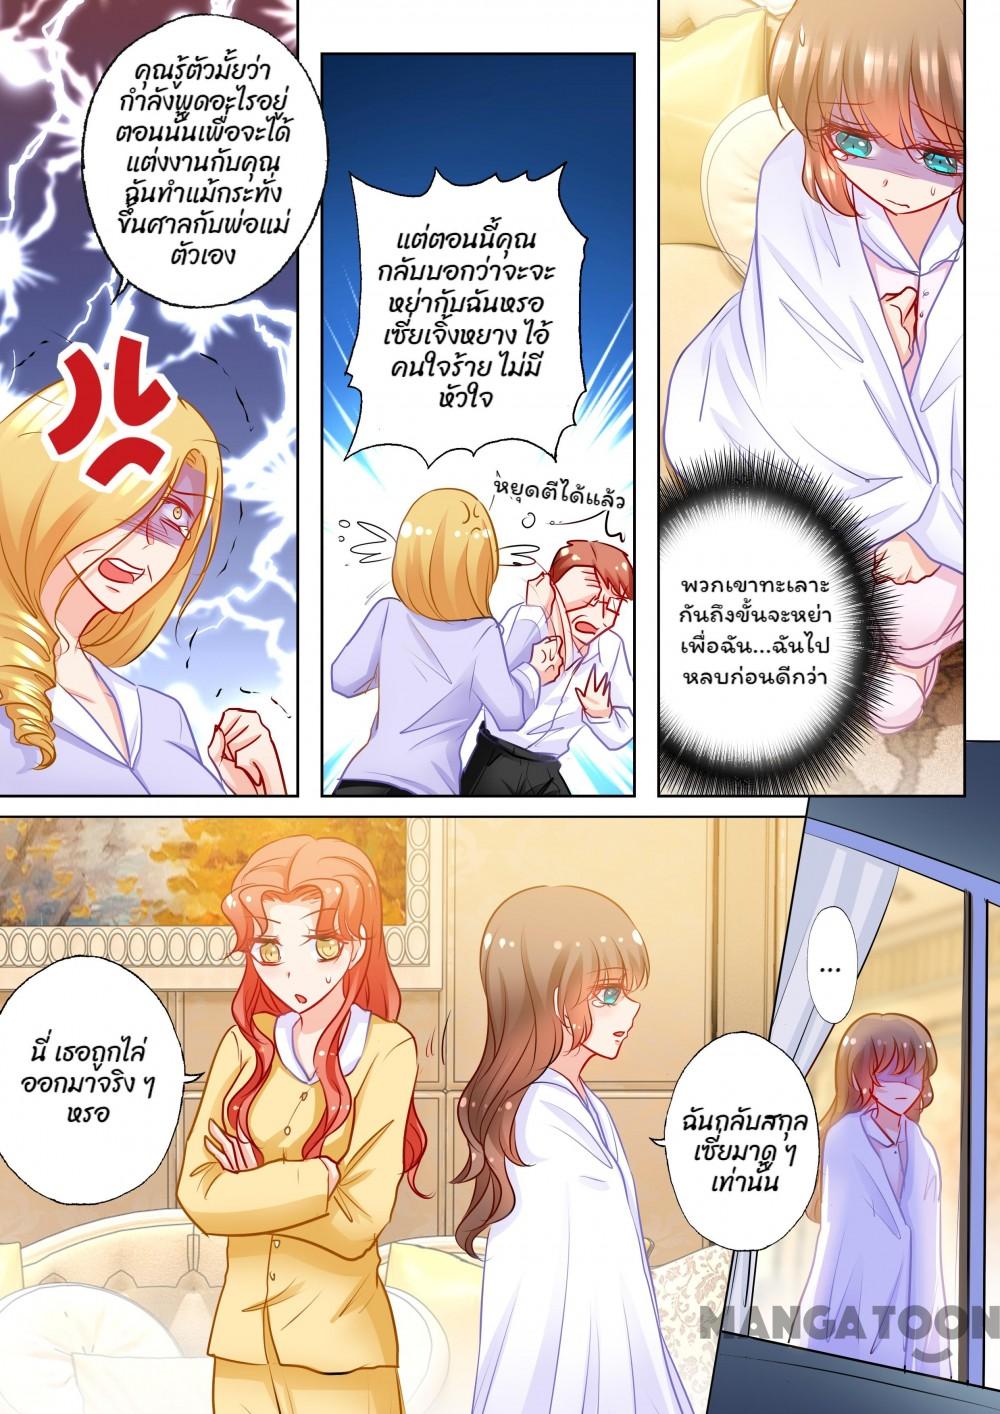 คุณรู้ตัวมั้ยว่า
กำลังพูดอะไรอยู่
ตอนนั้นเพื่อจะได้
แต่งงานกับคุณ
ฉันทำแม้กระทั่ง
ขึ้นศาลกับพ่อแม่
ตัวเอง
แต่ตอนนี้คุณ
กลับบอกว่าจะจะ
หย่ากับฉันหรอ
เซี่ยเจิ้งหยาง ไอ้
คนใจร้าย ไม่มี
หัวใจ
หยุดตีได้แล้ว
พวกเขาทะเลาะ
กันถึงขั้นจะหย่า
เพื่อฉัน...ฉันไป
หลบก่อนดีกว่า
นี่ เธอถูกไล่
ออกมาจริง ๆ
หรอ
...
ฉันกลับสกุล
เซี่ยมาดู ๆ
เท่านั้น
MANGATOON